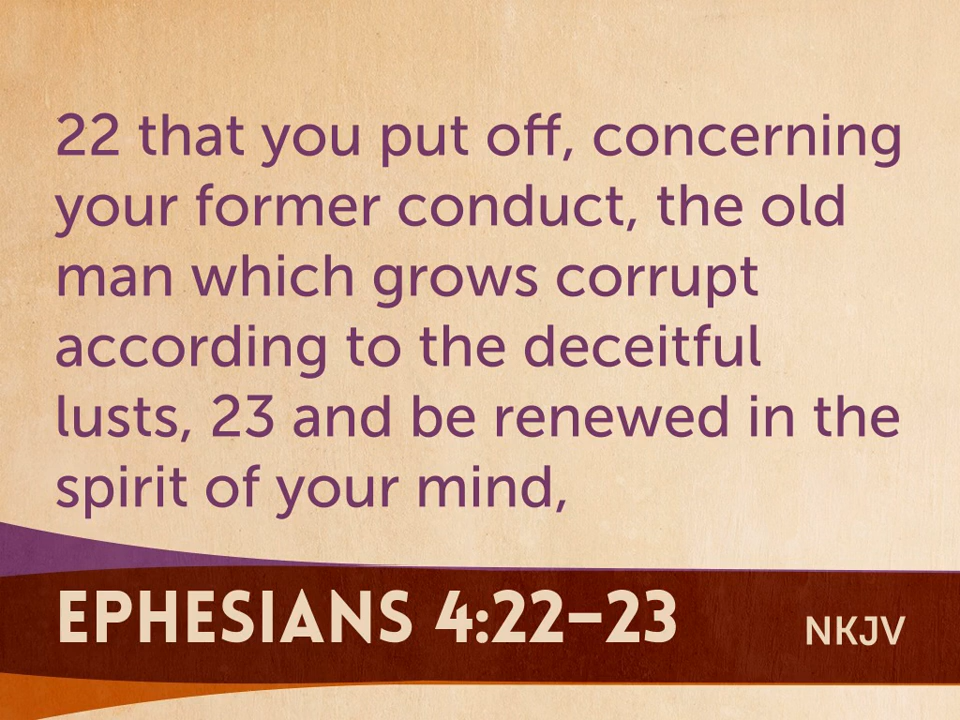 22 that you put off, concerning
your former conduct, the old
man which grows corrupt
according to the deceitful
lusts, 23 and be renewed in the
spirit of your mind,
EPHESIANS 4:22–23
NKJV